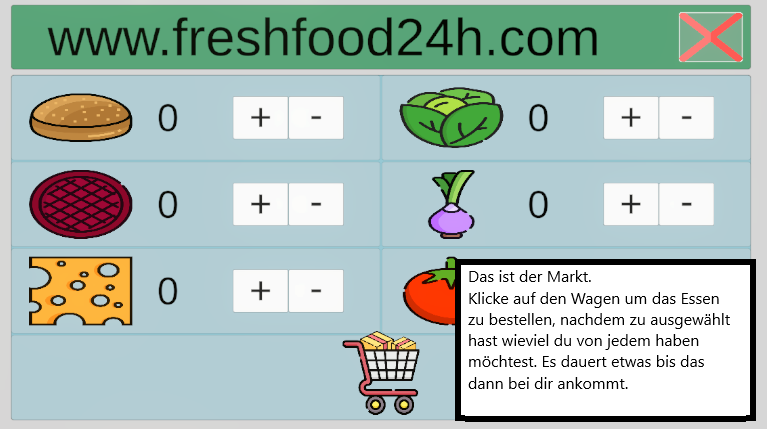 www.freshfood24h.com
0 + - 0 + -
0 + - 0 + -
0 + -
Das ist der Markt.
Klicke auf den Wagen um das Essen
zu bestellen, nachdem zu ausgewählt
hast wieviel du von jedem haben
möchtest. Es dauert etwas bis das
dann bei dir ankommt.